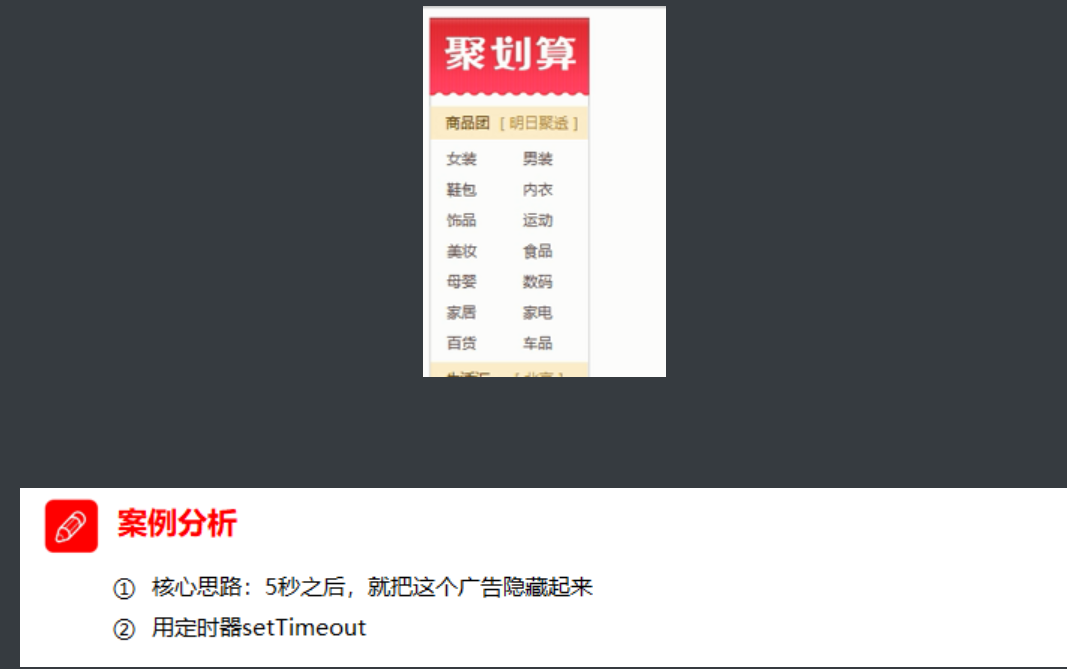 聚划算
商品团 [ 明日聚透 ]
女装 男装
鞋包 内衣
饰品 运动
美妆 食品
母婴 数码
家居 家电
百货 车品
案例分析
① 核心思路：5秒之后，就把这个广告隐藏起来
② 用定时器setTimeout